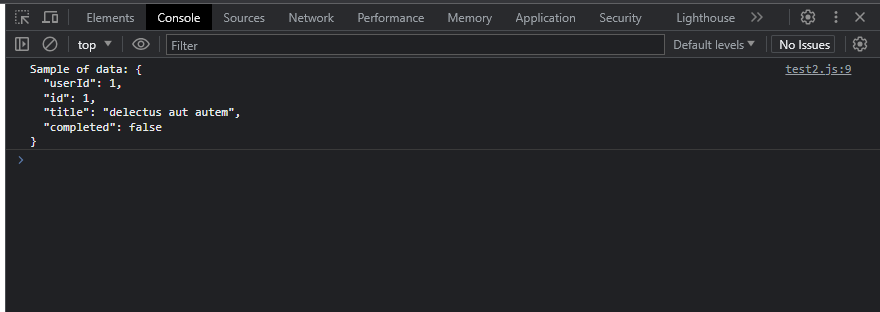 Elements Console Sources Network Performance Memory Application Security Lighthouse
top Filter Default levels No Issues
Sample of data: { test2.js:9
"userId": 1,
"id": 1,
"title": "delectus aut autem",
"completed": false
}